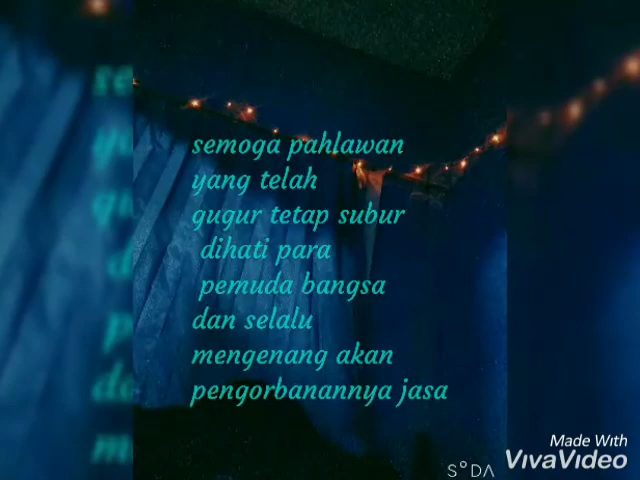 semoga pahlawan
yang telah
gugur tetap subur
dihati para
pemuda bangsa
dan selalu
mengenang akan
pengorbanannya jasa
S°DA
Made With
VivaVideo